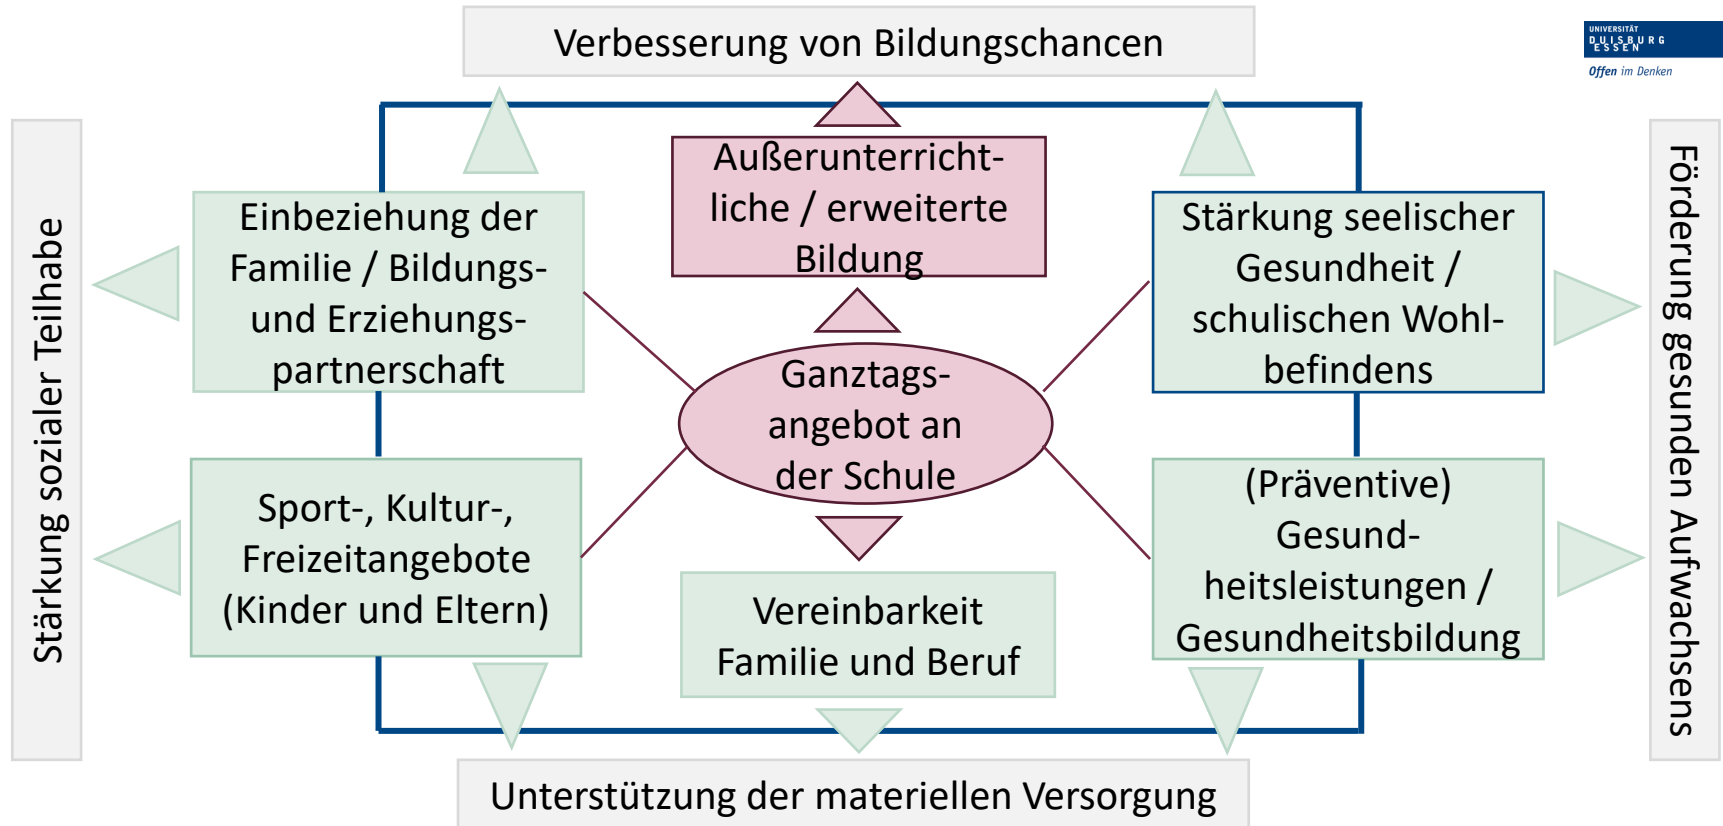 Verbesserung von Bildungschancen
UNIVERSITÄT
DUISBURG
ESSEN
Offen im Denken
Stärkung sozialer Teilhabe
Einbeziehung der
Familie / Bildungs-
und Erziehungs-
partnerschaft
Außerunterricht-
liche / erweiterte
Bildung
Stärkung seelischer
Gesundheit /
schulischen Wohl-
befindens
Förderung gesunden Aufwachsens
Ganztags-
angebot an
der Schule
Sport-, Kultur-,
Freizeitangebote
(Kinder und Eltern)
Vereinbarkeit
Familie und Beruf
(Präventive)
Gesund-
heitsleistungen /
Gesundheitsbildung
Unterstützung der materiellen Versorgung